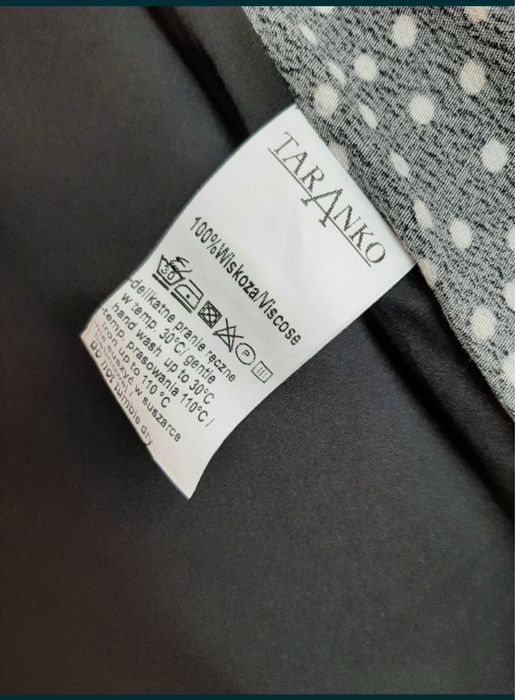 TARANKO
100%Wiskoza/Viscose
30
P
-delikatne pranie ręczne
w temp. 30°C/ gentle
hand wash up to 30°C
-temp. prasowania 110°C /
iron up to 110 °C
suszarce
Do not tumble dry